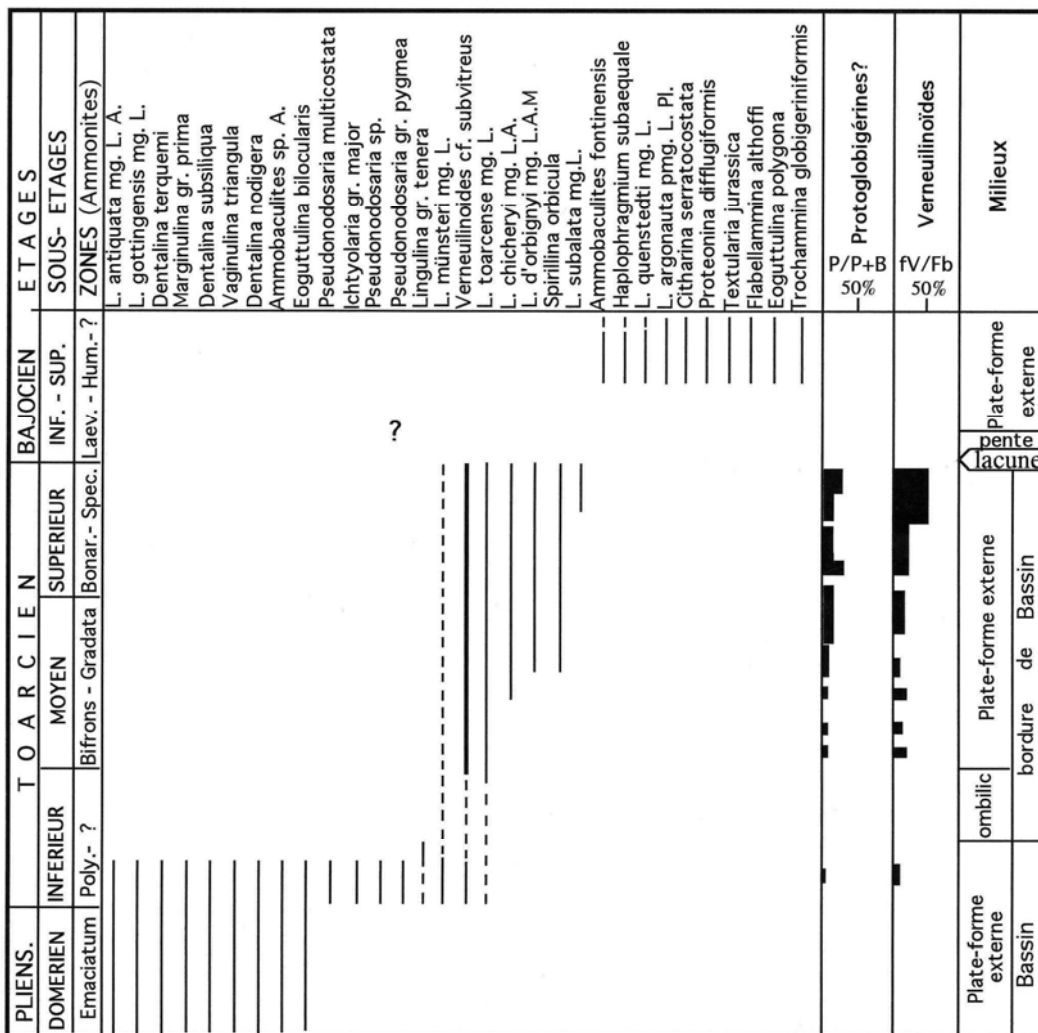 ETAGES
SOUS- ETAGES
ZONES (Ammonites)
L. antiquata mg. L. A.
L. gottingensis mg. L.
Dentalina terquemi
Marginulina gr. prima
Dentalina subsiliqua
Vaginulina triangula
Dentalina nodigera
Ammobaculites sp. A.
Eoguttulina bilocularis
Pseudonodosaria multicostata
Ichtyolaria gr. major
Pseudonodosaria sp.
Pseudonodosaria gr. pygmea
Lingulina gr. tenera
L. münsteri mg. L.
Verneuilinoides cf. subvitreus
L. toarcense mg. L.
L. chicheryi mg. L.A.
L. d'orbignyi mg. L.A.M
Spirillina orbicula
L. subalata mg.L.
Ammobaculites fontinensis
Haplophragmium subaequale
L. quenstedti mg. L.
L. argonauta pmg. L. Pl.
Citharina serratocostata
Proteonina difflugiformis
Textularia jurassica
Flabellammina althoffi
Eoguttulina polygona
Trochammina globigeriniformis
Protoglobigérines?
P/P+B
50%
Verneuilinoïdes
fV/Fb
50%
Milieux
BAJOCIEN
INF. - SUP.
Laev. - Hum.- ?
?
Plate-forme
externe
pente
lacune
TOARCIEN
SUPERIEUR
Bonar.- Spec.
MOYEN
Bifrons - Gradata
INFERIEUR
Poly.- ?
Plate-forme externe
bordure de Bassin
ombilic
PLIENS.
DOMERIEN
Emaciatum
Plate-forme
externe
Bassin